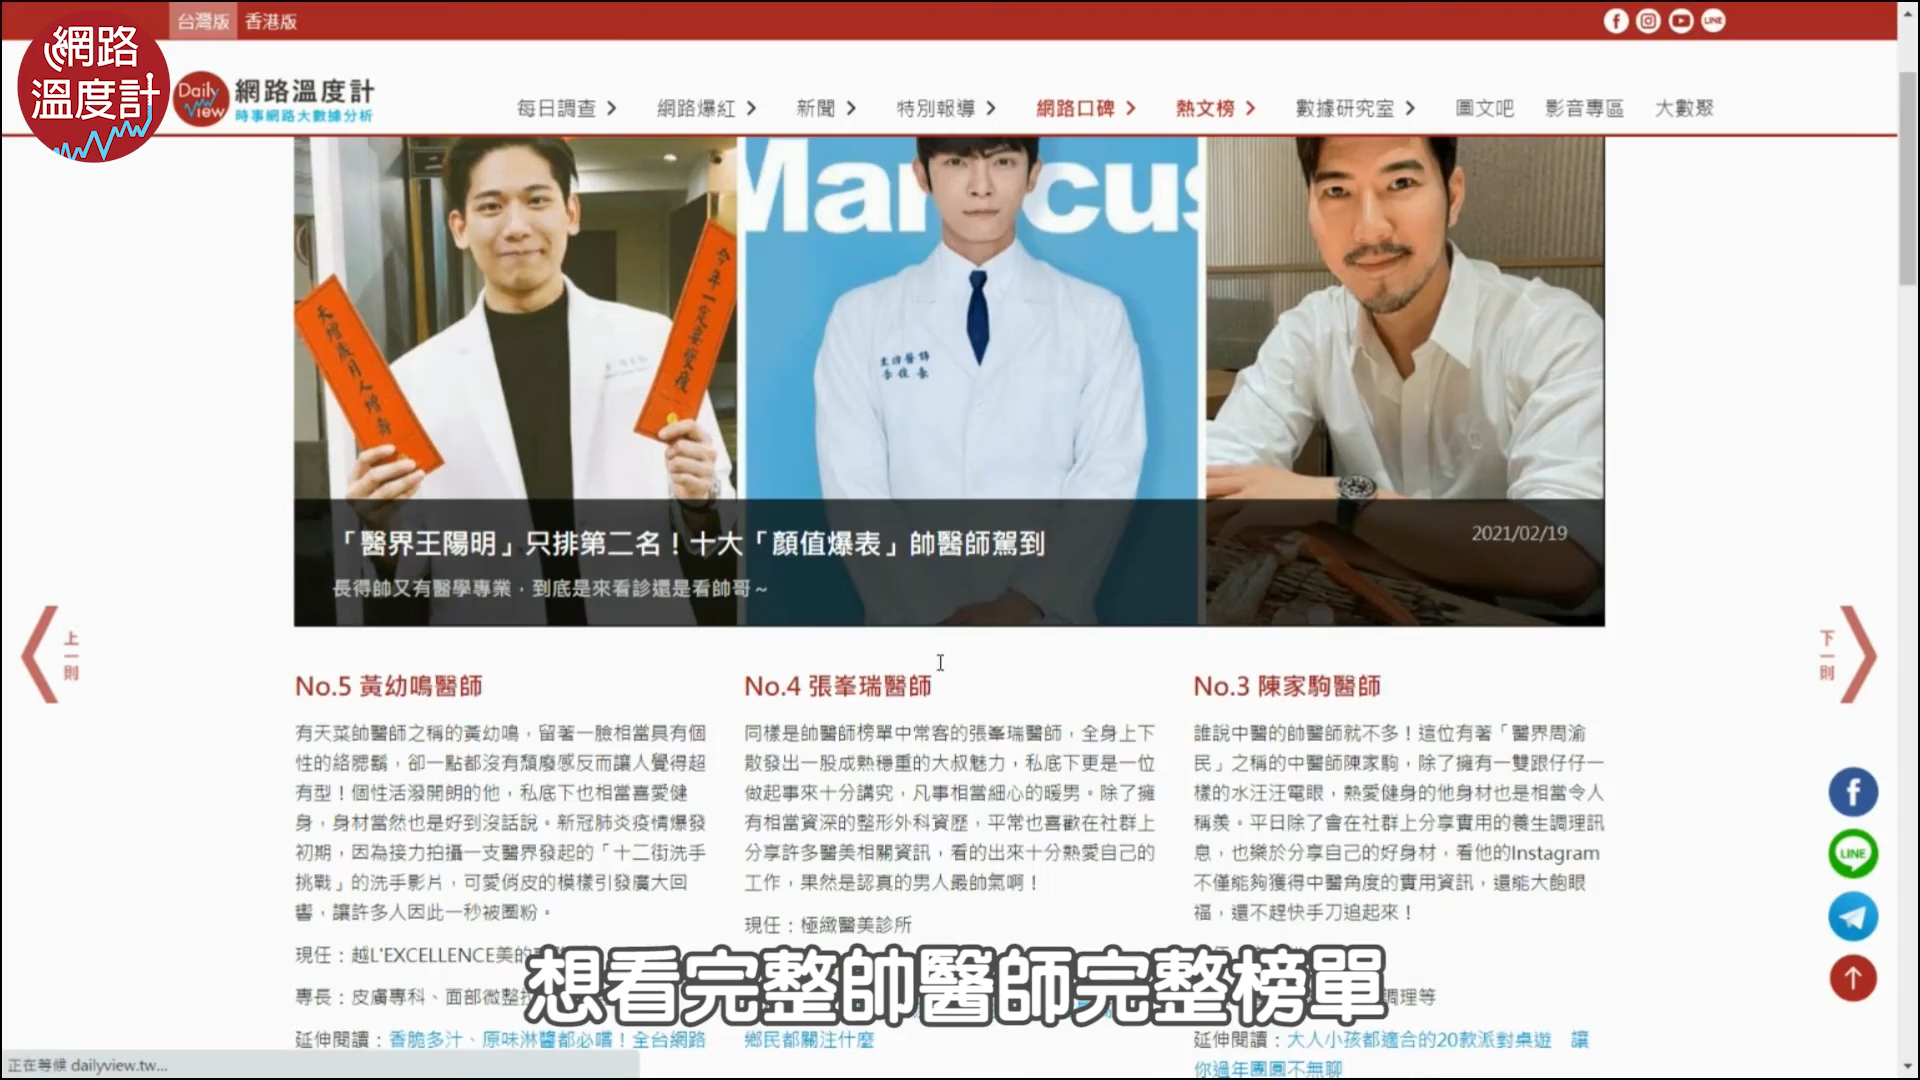 台灣版 香港版
網路
溫度計
Daily View
網路溫度計
時事網路大數據分析
每日調查
網路爆紅
新聞
特別報導
網路口碑
熱文榜
數據研究室
圖文吧
影音專區
大數聚
LINE
Marcus
天增歲月人增壽
今年一定要變瘦
「醫界王陽明」只排第二名！十大「顏值爆表」帥醫師駕到
2021/02/19
長得帥又有醫學專業，到底是來看診還是看帥哥～
上一則
下一則
No.5 黃幼鳴醫師
有天菜帥醫師之稱的黃幼鳴，留著一臉相當具有個
性的絡腮鬍，卻一點都沒有頹廢感反而讓人覺得超
有型！個性活潑開朗的他，私底下也相當喜愛健
身，身材當然也是好到沒話說。新冠肺炎疫情爆發
初期，因為接力拍攝一支醫界發起的「十二街洗手
挑戰」的洗手影片，可愛俏皮的模樣引發廣大回
響，讓許多人因此一秒被圈粉。
現任：越L'EXCELLENCE美的
專長：皮膚專科、面部微整
延伸閱讀：香脆多汁、原味淋醬都必嚐！全台網路
No.4 張峯瑞醫師
同樣是帥醫師榜單中常客的張峯瑞醫師，全身上下
散發出一股成熟穩重的大叔魅力，私底下更是一位
做起事來十分講究，凡事相當細心的暖男。除了擁
有相當資深的整形外科資歷，平常也喜歡在社群上
分享許多醫美相關資訊，看的出來十分熱愛自己的
工作，果然是認真的男人最帥氣啊！
現任：極緻醫美診所
鄉民都關注什麼
No.3 陳家駒醫師
誰說中醫的帥醫師就不多！這位有著「醫界周渝
民」之稱的中醫師陳家駒，除了擁有一雙跟仔仔一
樣的水汪汪電眼，熱愛健身的他身材也是相當令人
稱羨。平日除了會在社群上分享實用的養生調理訊
息，也樂於分享自己的好身材，看他的Instagram
不僅能夠獲得中醫角度的實用資訊，還能大飽眼
福，還不趕快手刀追起來！
調理等
延伸閱讀：大人小孩都適合的20款派對桌遊 讓
你過年團圓不無聊
LINE
想看完整帥醫師完整榜單
正在等候 dailyview.tw...